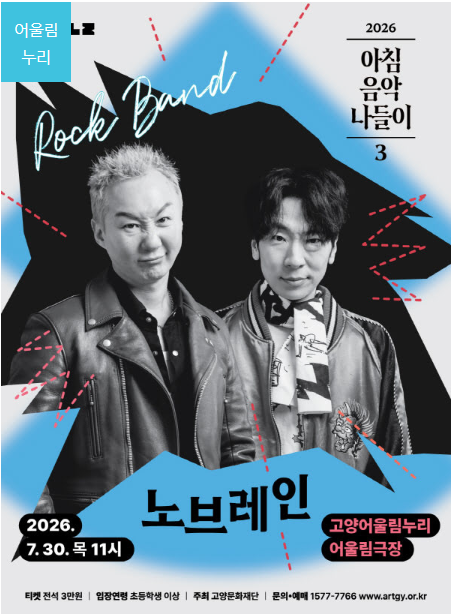 어울림
누리
2026
아침
음악
나들이
3
Rock Band
노브레인
2026.
7. 30. 목 11시
고양어울림누리
어울림극장
티켓 전석 3만원 | 입장연령 초등학생 이상 | 주최 고양문화재단 | 문의·예매 1577-7766 www.artgy.or.kr